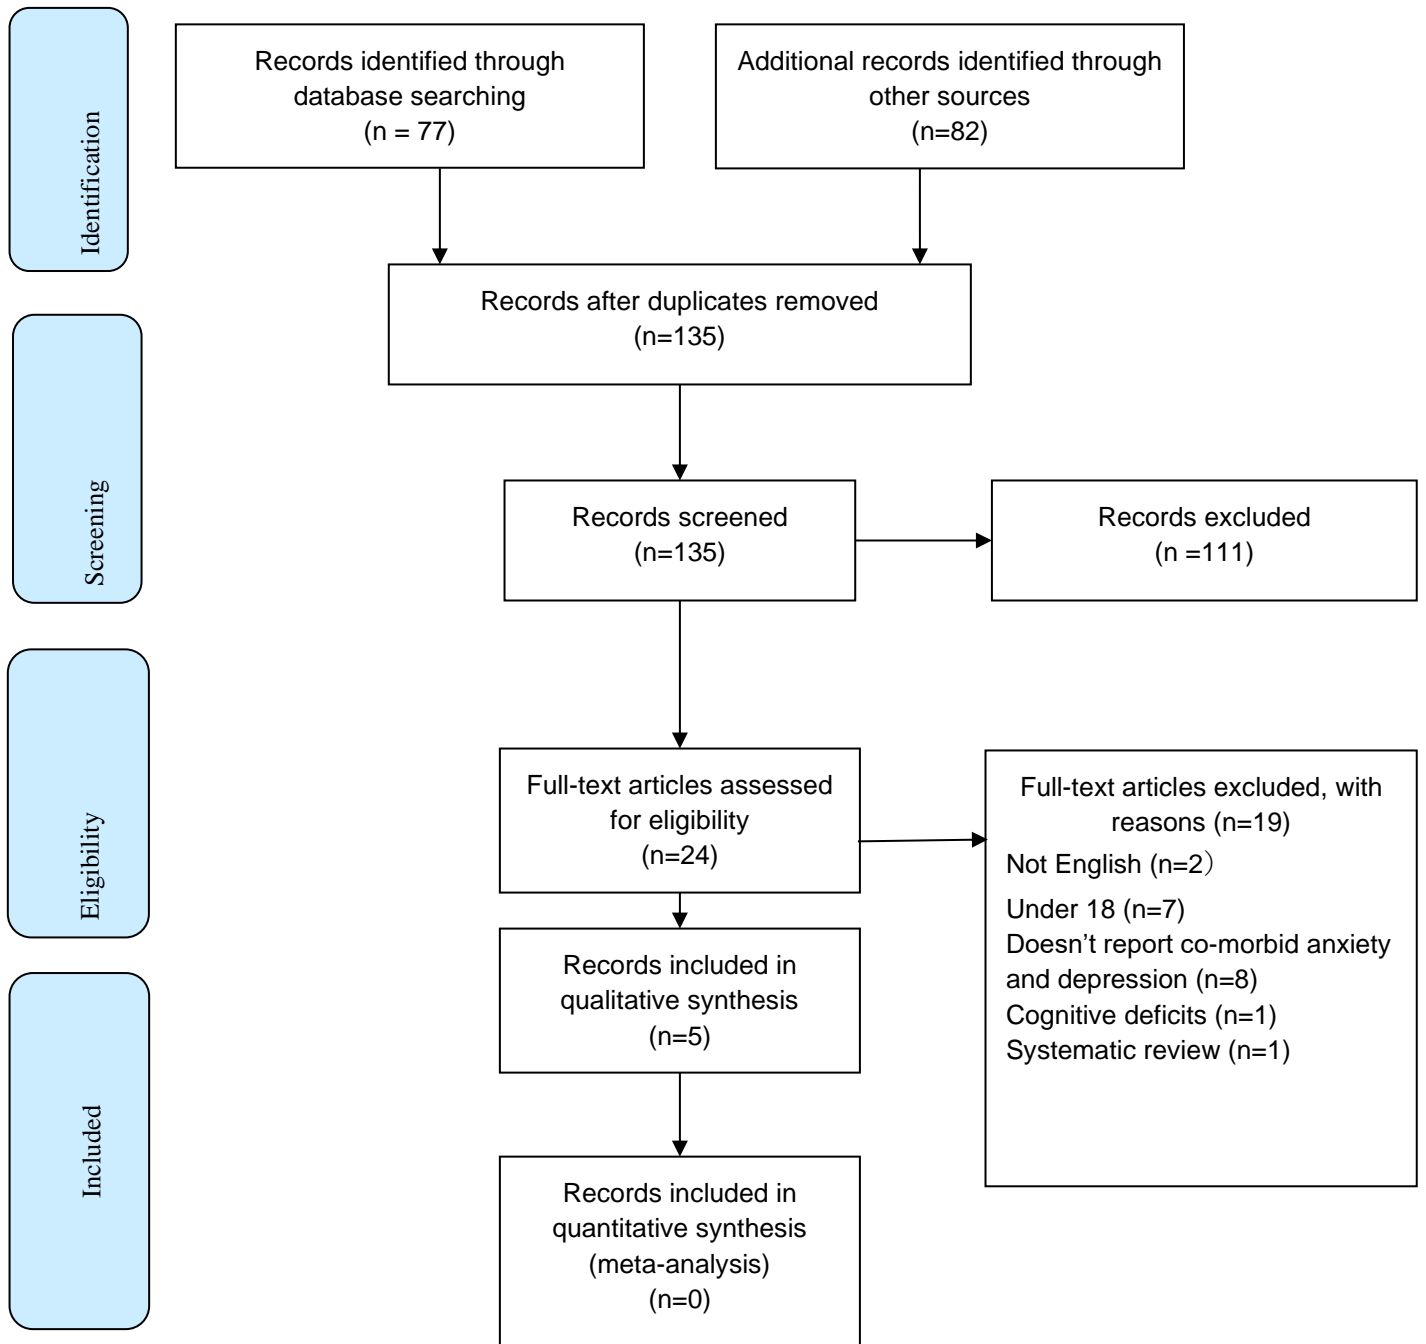 Identification
Records identified through
database searching
(n = 77)
Additional records identified through
other sources
(n=82)
Records after duplicates removed
(n=135)
Screening
Records screened
(n=135)
Records excluded
(n =111)
Eligibility
Full-text articles assessed
for eligibility
(n=24)
Full-text articles excluded, with
reasons (n=19)
Not English (n=2）
Under 18 (n=7)
Doesn’t report co-morbid anxiety
and depression (n=8)
Cognitive deficits (n=1)
Systematic review (n=1)
Included
Records included in
qualitative synthesis
(n=5)
Records included in
quantitative synthesis
(meta-analysis)
(n=0)